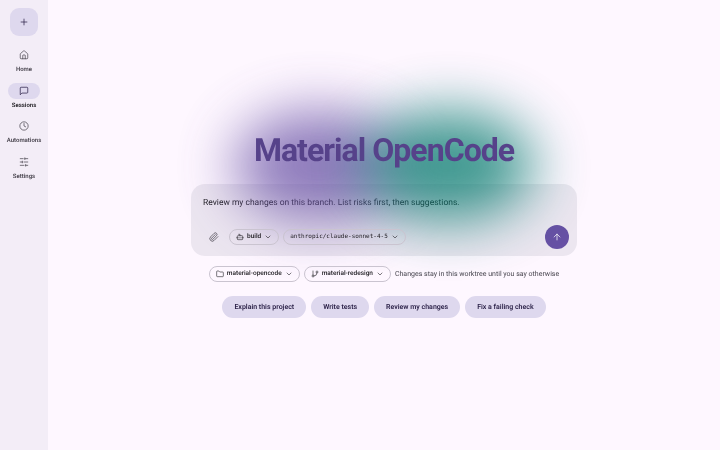 Home
Sessions
Automations
Settings
Material OpenCode
Review my changes on this branch. List risks first, then suggestions.
build
anthropic/claude-sonnet-4-5
material-opencode
material-redesign
Changes stay in this worktree until you say otherwise
Explain this project
Write tests
Review my changes
Fix a failing check